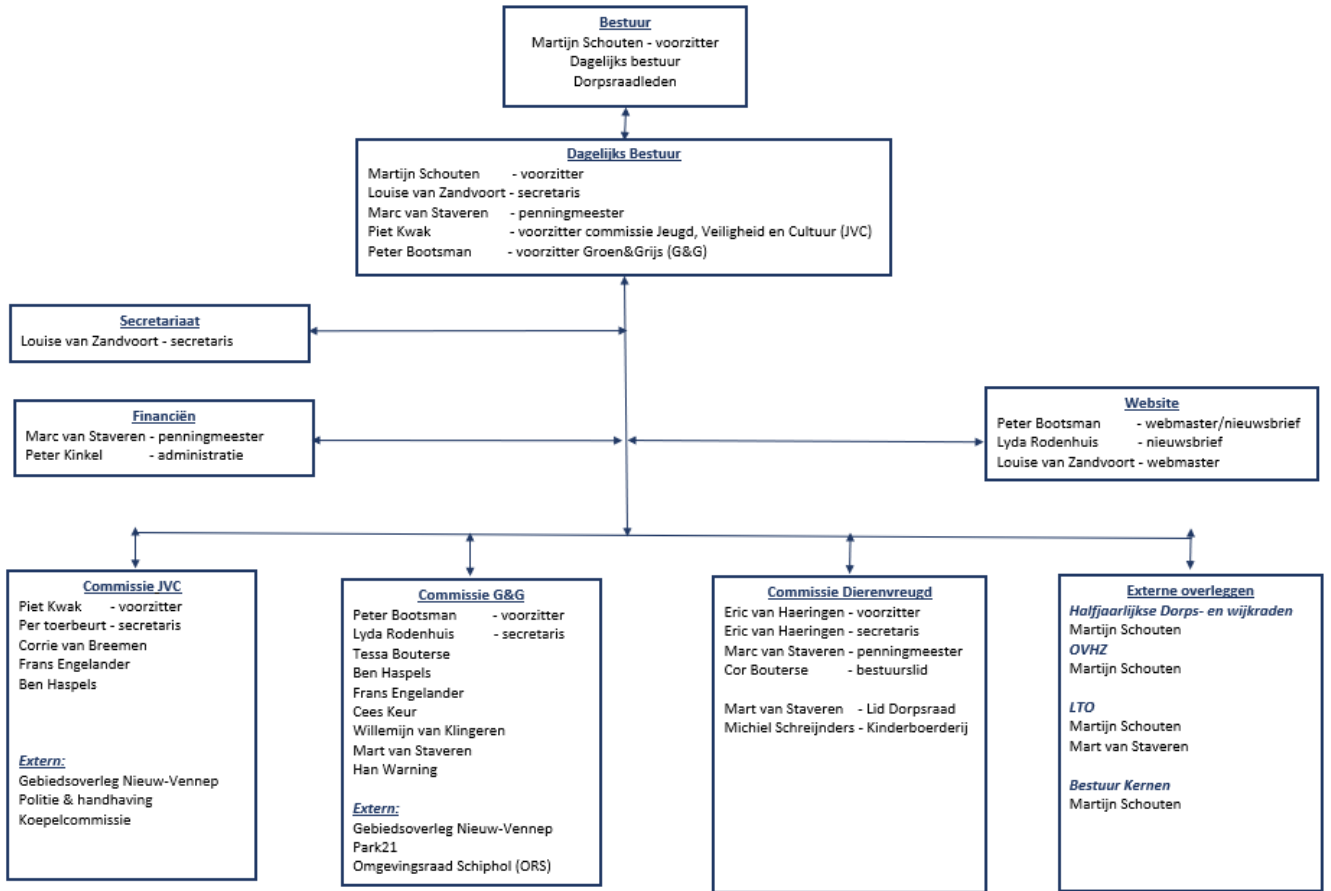 Bestuur
Martijn Schouten - voorzitter
Dagelijks bestuur
Dorpsraadleden
Dagelijks Bestuur
Martijn Schouten - voorzitter
Louise van Zandvoort - secretaris
Marc van Staveren - penningmeester
Piet Kwak - voorzitter commissie Jeugd, Veiligheid en Cultuur (JVC)
Peter Bootsman - voorzitter Groen&Grijs (G&G)
Secretariaat
Louise van Zandvoort - secretaris
Financiën
Marc van Staveren - penningmeester
Peter Kinkel - administratie
Website
Peter Bootsman - webmaster/nieuwsbrief
Lyda Rodenhuis - nieuwsbrief
Louise van Zandvoort - webmaster
Commissie JVC
Piet Kwak - voorzitter
Per toerbeurt - secretaris
Corrie van Breemen
Frans Engelander
Ben Haspels
Extern:
Gebiedsoverleg Nieuw-Vennep
Politie & handhaving
Koepelcommissie
Commissie G&G
Peter Bootsman - voorzitter
Lyda Rodenhuis - secretaris
Tessa Bouterse
Ben Haspels
Frans Engelander
Cees Keur
Willemijn van Klingeren
Mart van Staveren
Han Warning
Extern:
Gebiedsoverleg Nieuw-Vennep
Park21
Omgevingsraad Schiphol (ORS)
Commissie Dierenvreugd
Eric van Haeringen - voorzitter
Eric van Haeringen - secretaris
Marc van Staveren - penningmeester
Cor Bouterse - bestuurslid
Mart van Staveren - Lid Dorpsraad
Michiel Schreijnders - Kinderboerderij
Externe overleggen
Halfjaarlijkse Dorps- en wijkraden
Martijn Schouten
OVHZ
Martijn Schouten
LTO
Martijn Schouten
Mart van Staveren
Bestuur Kernen
Martijn Schouten